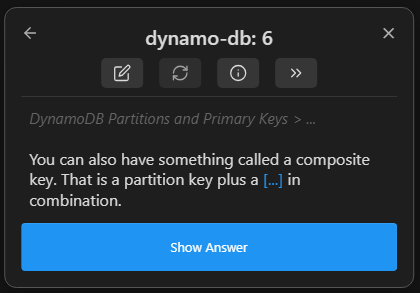 dynamo-db: 6
DynamoDB Partitions and Primary Keys > ...
You can also have something called a composite
key. That is a partition key plus a [...] in
combination.
Show Answer